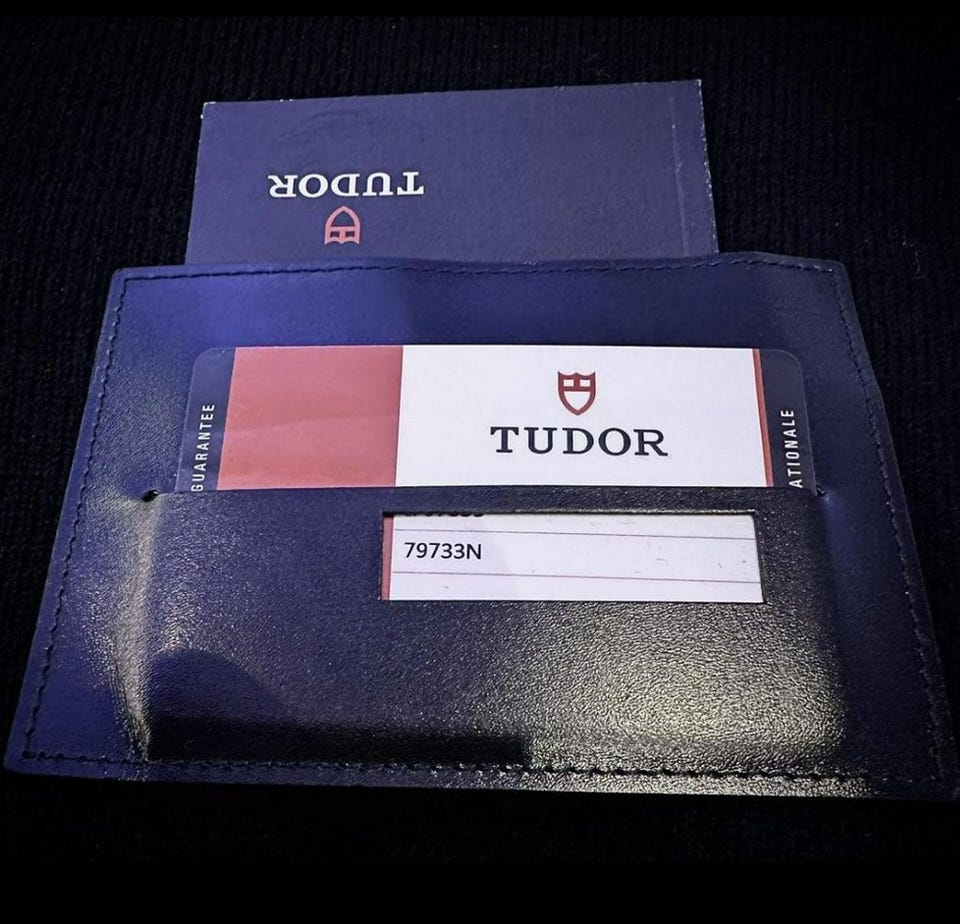 TUDOR
GUARANTEE
TUDOR
ATIONALE
79733N